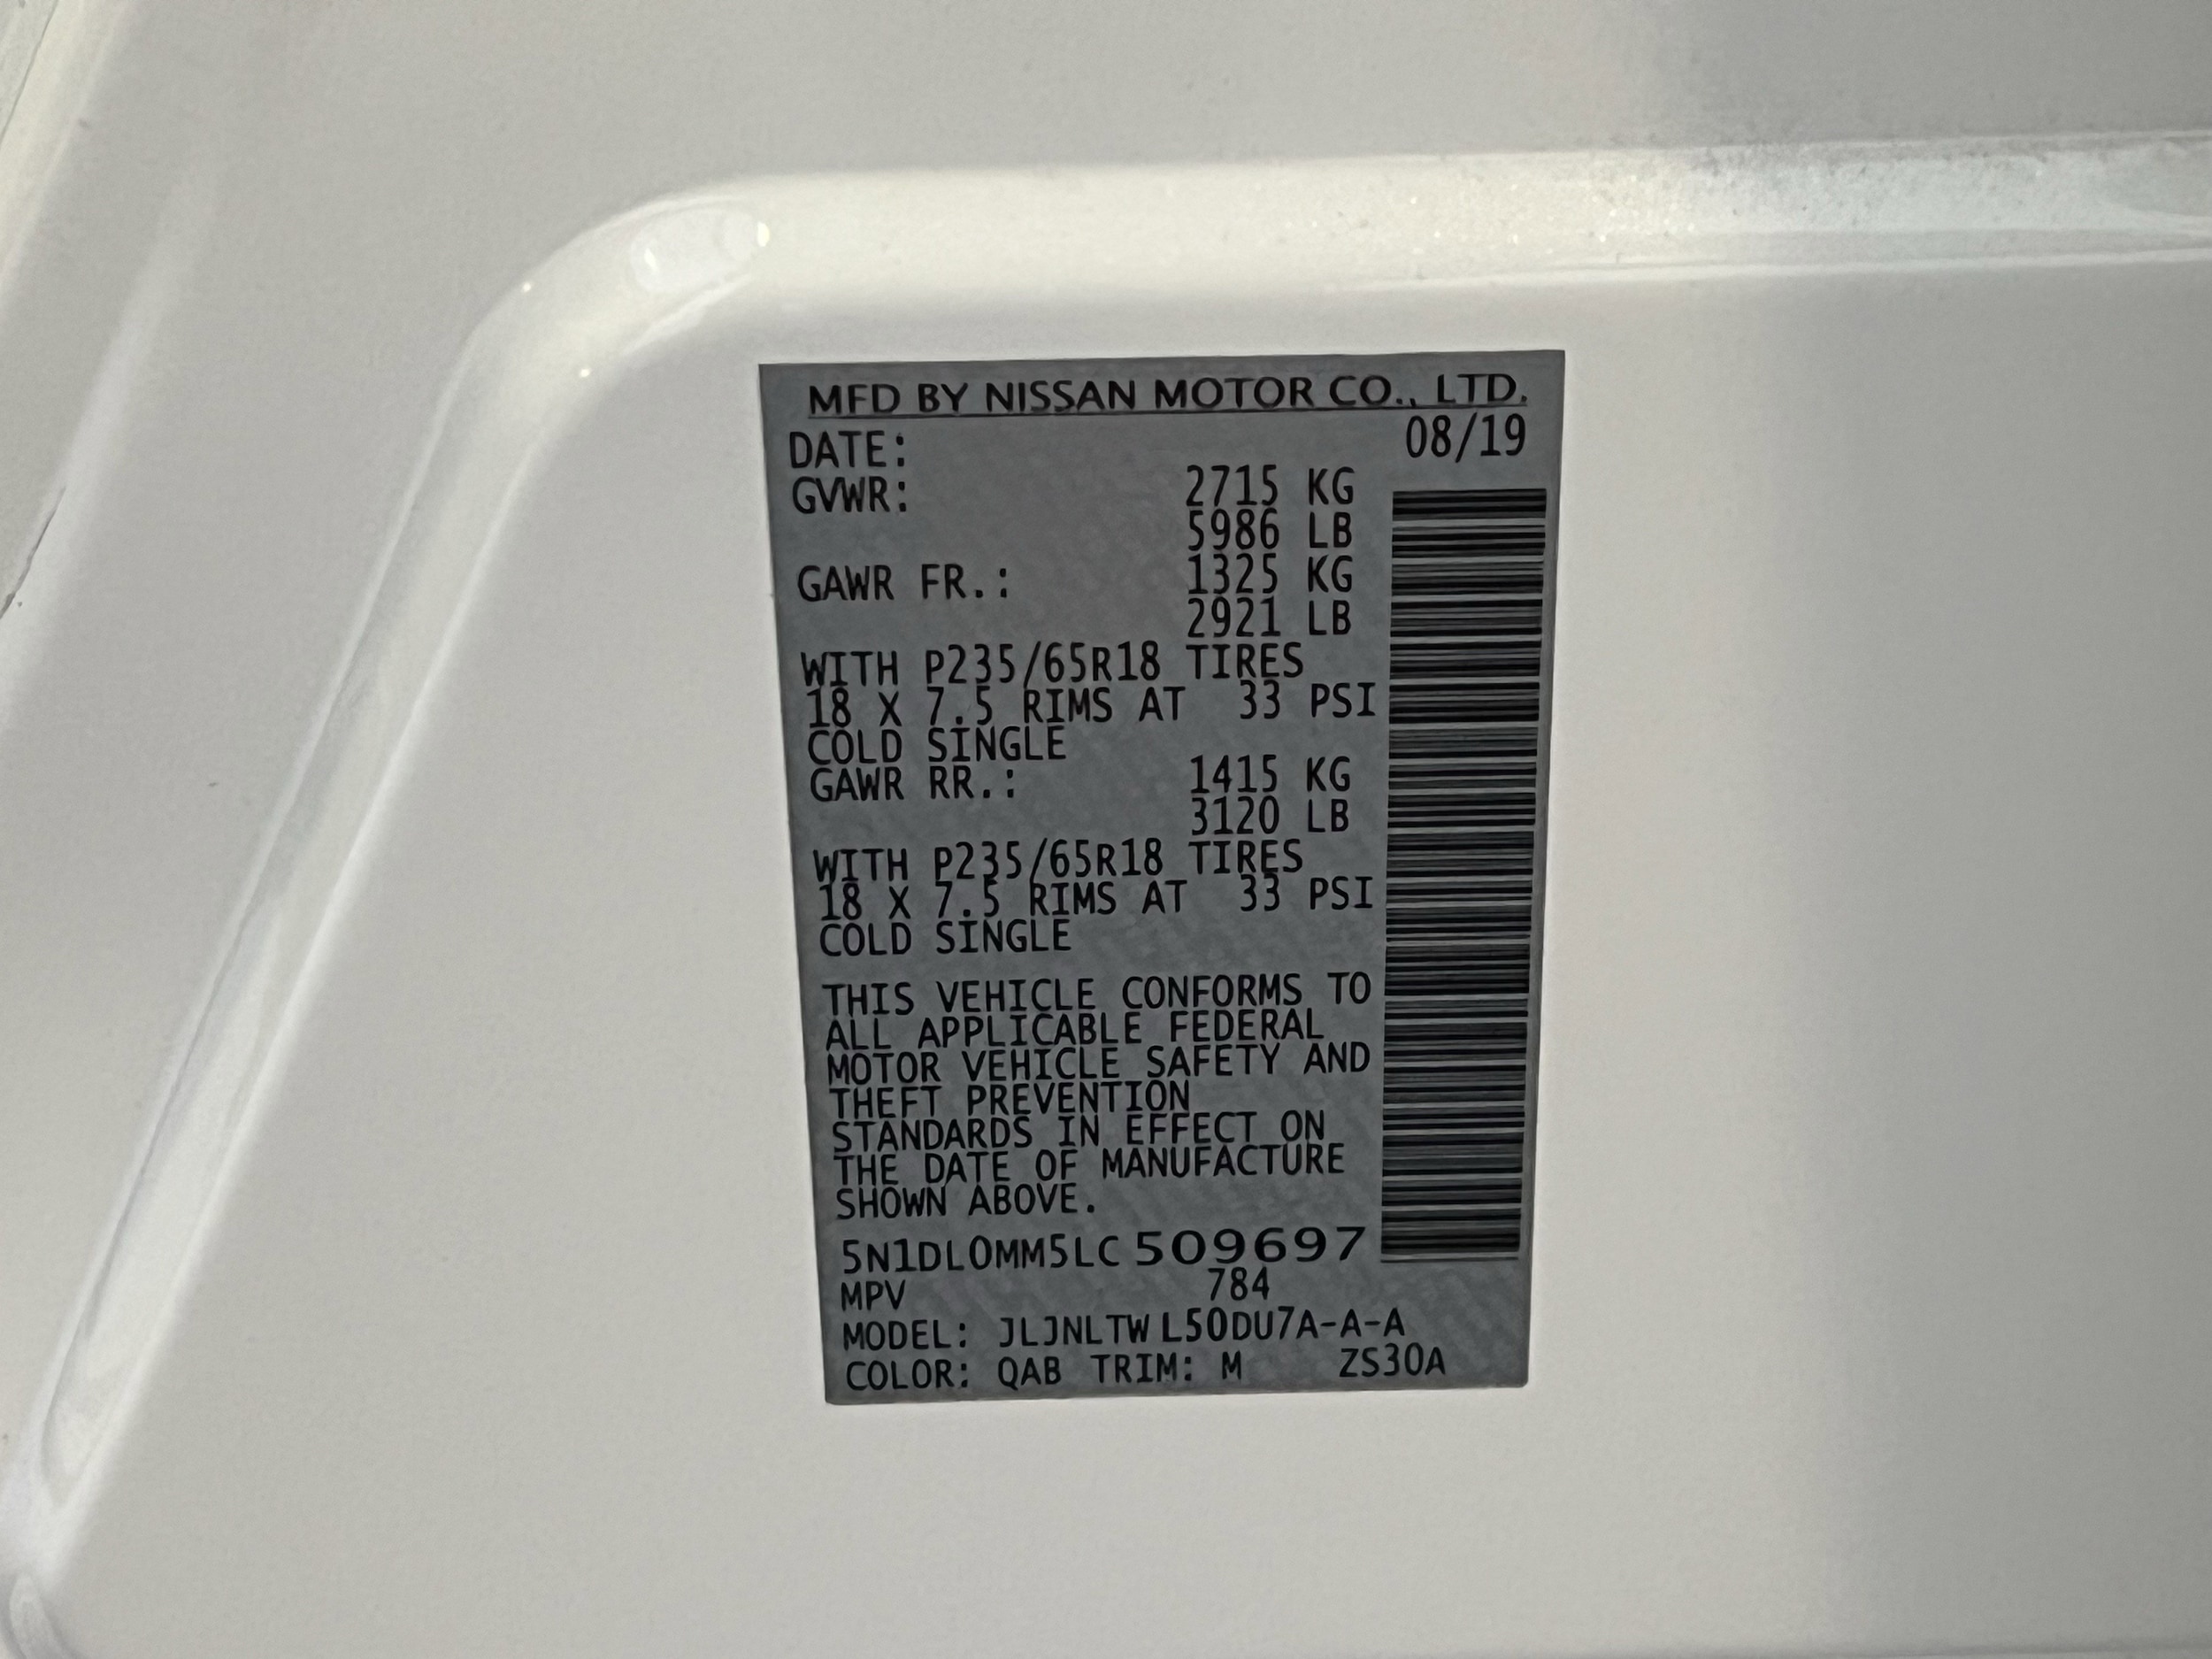 MFD BY NISSAN MOTOR CO., LTD.
DATE: 08/19
GVWR: 2715 KG
5986 LB
GAWR FR.: 1325 KG
2921 LB
WITH P235/65R18 TIRES
18 X 7.5 RIMS AT 33 PSI
COLD SINGLE
GAWR RR.: 1415 KG
3120 LB
WITH P235/65R18 TIRES
18 X 7.5 RIMS AT 33 PSI
COLD SINGLE
THIS VEHICLE CONFORMS TO
ALL APPLICABLE FEDERAL
MOTOR VEHICLE SAFETY AND
THEFT PREVENTION
STANDARDS IN EFFECT ON
THE DATE OF MANUFACTURE
SHOWN ABOVE.
5N1DL0MM5LC509697
MPV 784
MODEL: JLJNLTWL50DU7A-A-A
COLOR: QAB TRIM: M ZS30A